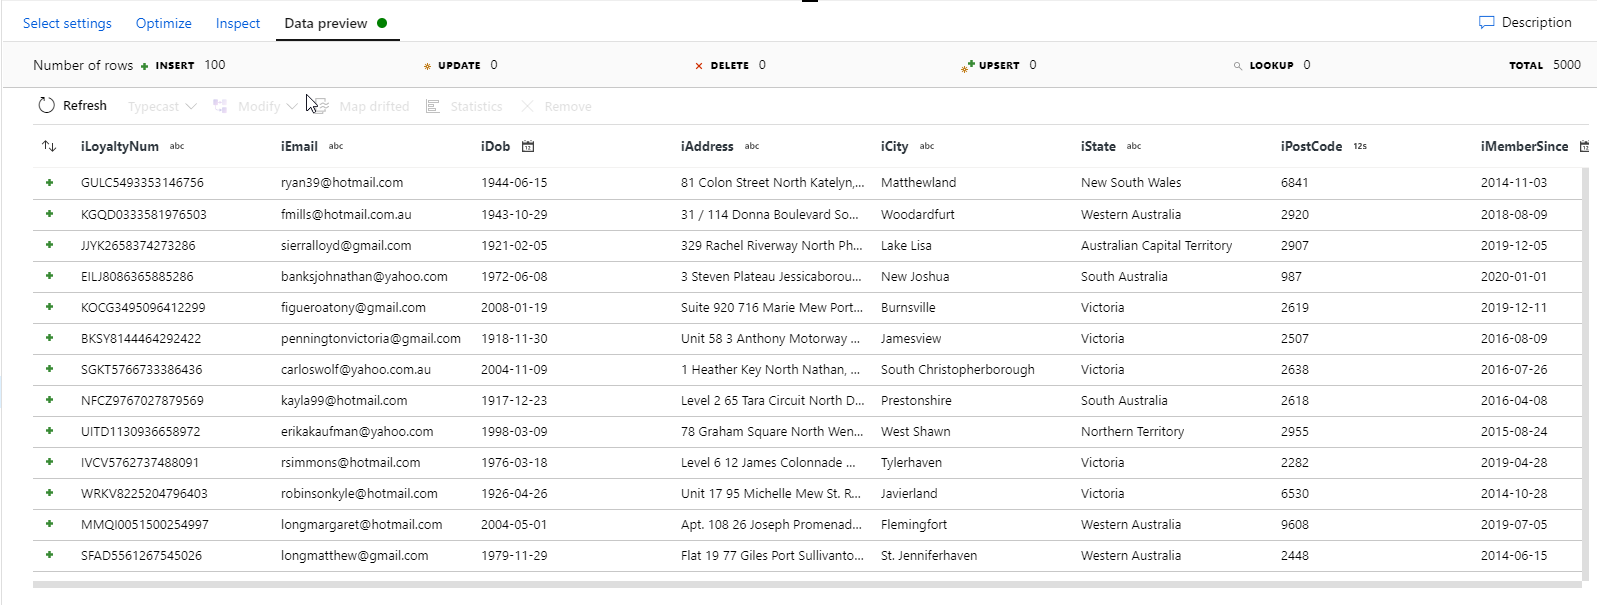 Select settings Optimize Inspect Data preview Description
Number of rows INSERT 100 UPDATE 0 DELETE 0 UPSERT 0 LOOKUP 0 TOTAL 5000
Refresh Typecast Modify Map drifted Statistics Remove
iLoyaltyNum abc iEmail abc iDob iAddress abc iCity abc iState abc iPostCode 12s iMemberSince
GULC5493353146756 ryan39@hotmail.com 1944-06-15 81 Colon Street North Katelyn,... Matthewland New South Wales 6841 2014-11-03
KGQD0333581976503 fmills@hotmail.com.au 1943-10-29 31 / 114 Donna Boulevard So... Woodardfurt Western Australia 2920 2018-08-09
JJYK2658374273286 sierralloyd@gmail.com 1921-02-05 329 Rachel Riverway North Ph... Lake Lisa Australian Capital Territory 2907 2019-12-05
EILJ8086365885286 banksjohnathan@yahoo.com 1972-06-08 3 Steven Plateau Jessicaborou... New Joshua South Australia 987 2020-01-01
KOCG3495096412299 figueroatony@gmail.com 2008-01-19 Suite 920 716 Marie Mew Port... Burnsville Victoria 2619 2019-12-11
BKSY8144464292422 penningtonvictoria@gmail.com 1918-11-30 Unit 58 3 Anthony Motorway ... Jamesview Victoria 2507 2016-08-09
SGKT5766733386436 carloswolf@yahoo.com.au 2004-11-09 1 Heather Key North Nathan, ... South Christopherborough Victoria 2638 2016-07-26
NFCZ9767027879569 kayla99@hotmail.com 1917-12-23 Level 2 65 Tara Circuit North D... Prestonshire South Australia 2618 2016-04-08
UITD1130936658972 erikakaufman@yahoo.com 1998-03-09 78 Graham Square North Wen... West Shawn Northern Territory 2955 2015-08-24
IVCV5762737488091 rsimmons@hotmail.com 1976-03-18 Level 6 12 James Colonnade ... Tylerhaven Victoria 2282 2019-04-28
WRKV8225204796403 robinsonkyle@hotmail.com 1926-04-26 Unit 17 95 Michelle Mew St. R... Javierland Victoria 6530 2014-10-28
MMQI0051500254997 longmargaret@hotmail.com 2004-05-01 Apt. 108 26 Joseph Promenad... Flemingfort Western Australia 9608 2019-07-05
SFAD5561267545026 longmatthew@gmail.com 1979-11-29 Flat 19 77 Giles Port Sullivanto... St. Jenniferhaven Western Australia 2448 2014-06-15